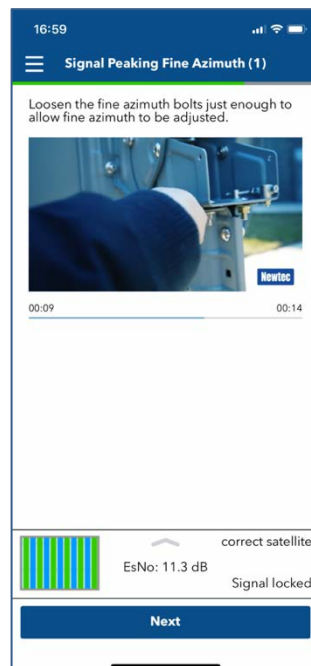 16:59
Signal Peaking Fine Azimuth (1)
Loosen the fine azimuth bolts just enough to
allow fine azimuth to be adjusted.
Newtec
00:09 00:14
correct satellite
EsNo: 11.3 dB
Signal locked
Next